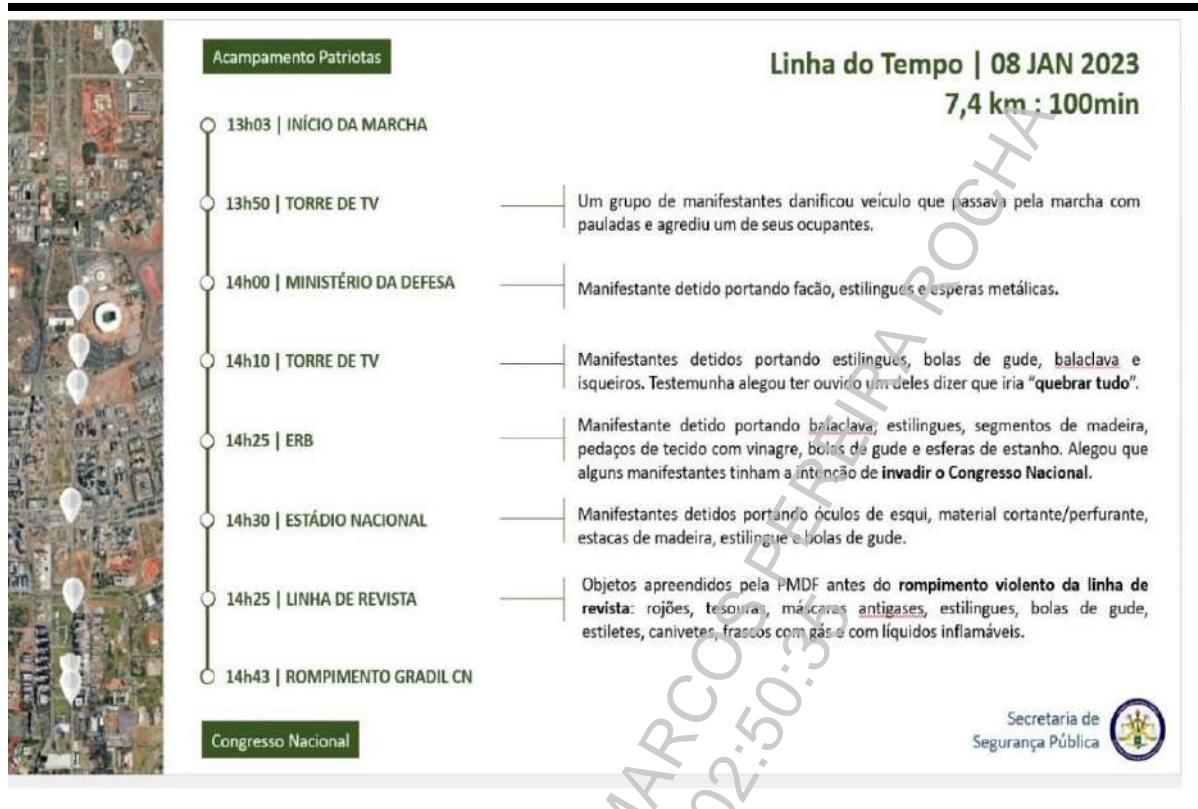 Acampamento Patriotas
Linha do Tempo | 08 JAN 2023
7,4 km : 100min
13h03 | INÍCIO DA MARCHA
13h50 | TORRE DE TV
Um grupo de manifestantes danificou veículo que passava pela marcha com
pauladas e agrediu um de seus ocupantes.
14h00 | MINISTÉRIO DA DEFESA
Manifestante detido portando facão, estilingues e esperas metálicas.
14h10 | TORRE DE TV
Manifestantes detidos portando estilingues, bolas de gude, balaclava e
isqueiros. Testemunha alegou ter ouvido um deles dizer que iria “quebrar tudo”.
14h25 | ERB
Manifestante detido portando balaclava, estilingues, segmentos de madeira,
pedaços de tecido com vinagre, bolas de gude e esferas de estanho. Alegou que
alguns manifestantes tinham a intenção de invadir o Congresso Nacional.
14h30 | ESTÁDIO NACIONAL
Manifestantes detidos portando óculos de esqui, material cortante/perfurante,
estacas de madeira, estilingue e bolas de gude.
14h25 | LINHA DE REVISTA
Objetos apreendidos pela PMDF antes do rompimento violento da linha de
revista: rojões, tesouras, máscaras antigases, estilingues, bolas de gude,
estiletes, canivetes, frascos com gás e com líquidos inflamáveis.
14h43 | ROMPIMENTO GRADIL CN
Congresso Nacional
Secretaria de
Segurança Pública
MARCOS PEREIRA ROCHA
02:50:35